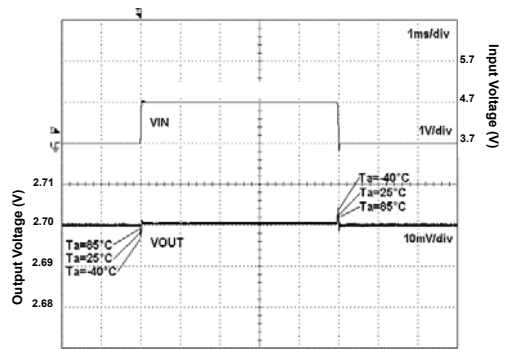 1ms/div
5.7
4.7
VIN
1V/div
3.7
Input Voltage (V)
2.71
Ta=-40°C
Ta=25°C
Ta=85°C
2.70
Ta=85°C
VOUT
10mV/div
Ta=25°C
2.69
Ta=-40°C
2.68
Output Voltage (V)